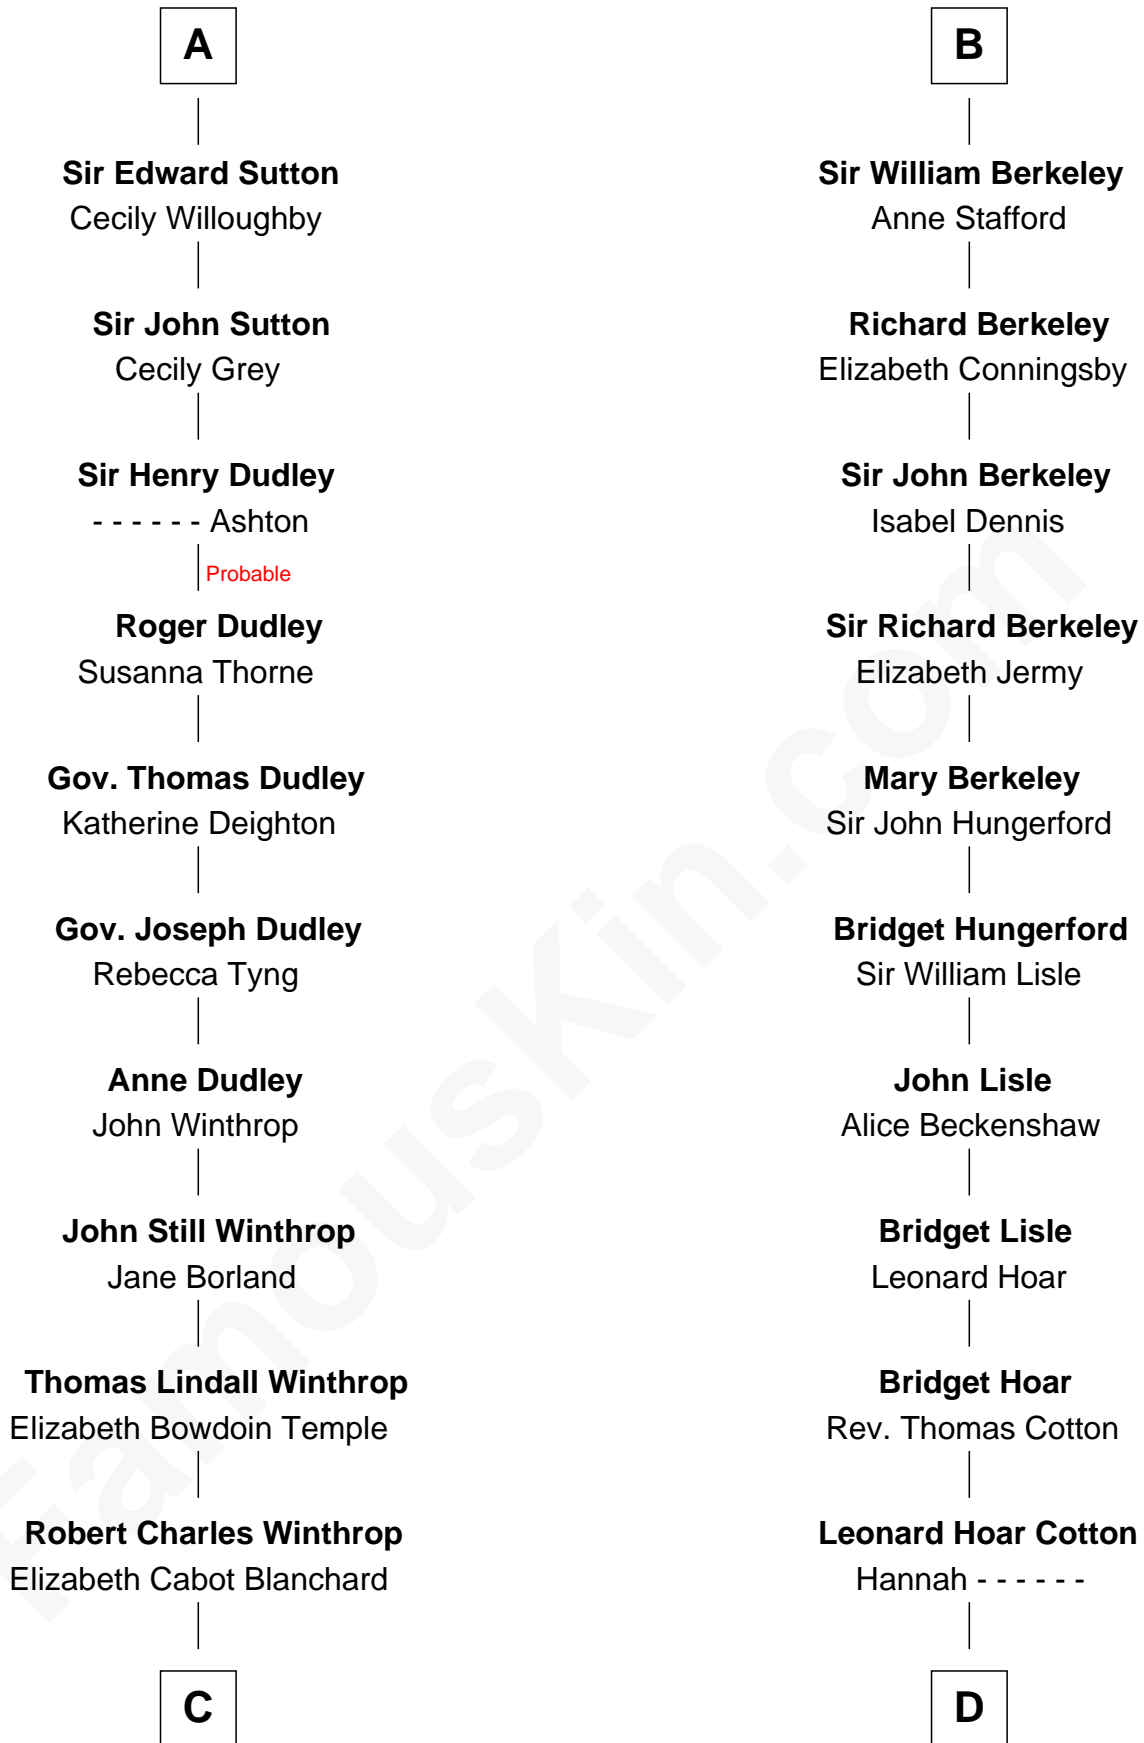 A
Sir Edward Sutton
Cecily Willoughby
Sir John Sutton
Cecily Grey
Sir Henry Dudley
- - - - - - Ashton
Probable
Roger Dudley
Susanna Thorne
Gov. Thomas Dudley
Katherine Deighton
Gov. Joseph Dudley
Rebecca Tyng
Anne Dudley
John Winthrop
John Still Winthrop
Jane Borland
Thomas Lindall Winthrop
Elizabeth Bowdoin Temple
Robert Charles Winthrop
Elizabeth Cabot Blanchard
C
B
Sir William Berkeley
Anne Stafford
Richard Berkeley
Elizabeth Conningsby
Sir John Berkeley
Isabel Dennis
Sir Richard Berkeley
Elizabeth Jermy
Mary Berkeley
Sir John Hungerford
Bridget Hungerford
Sir William Lisle
John Lisle
Alice Beckenshaw
Bridget Lisle
Leonard Hoar
Bridget Hoar
Rev. Thomas Cotton
Leonard Hoar Cotton
Hannah - - - - - -
D
FamousKin.com